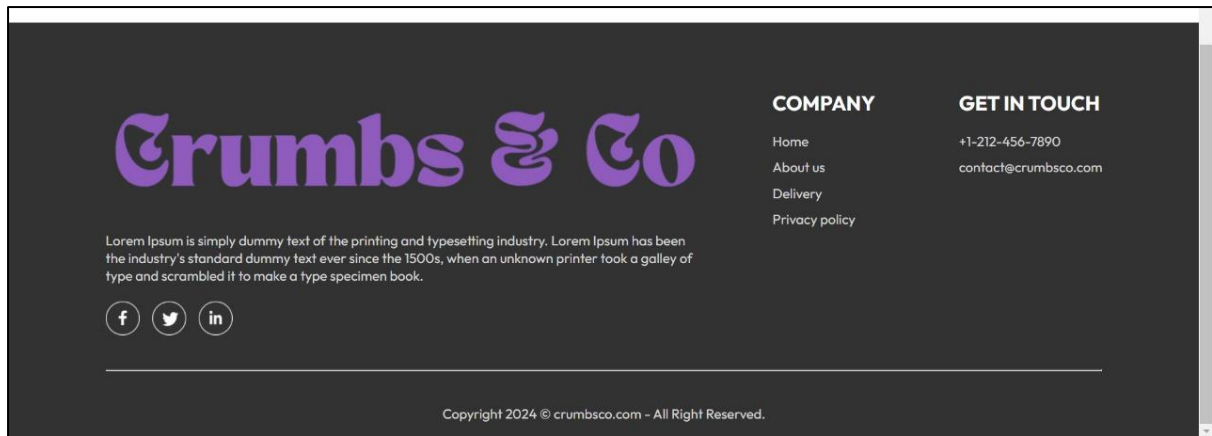 Crumbs & Co
Lorem Ipsum is simply dummy text of the printing and typesetting industry. Lorem Ipsum has been
the industry's standard dummy text ever since the 1500s, when an unknown printer took a galley of
type and scrambled it to make a type specimen book.
f
in
COMPANY
Home
About us
Delivery
Privacy policy
GET IN TOUCH
+1-212-456-7890
contact@crumbsco.com
Copyright 2024 © crumbsco.com - All Right Reserved.